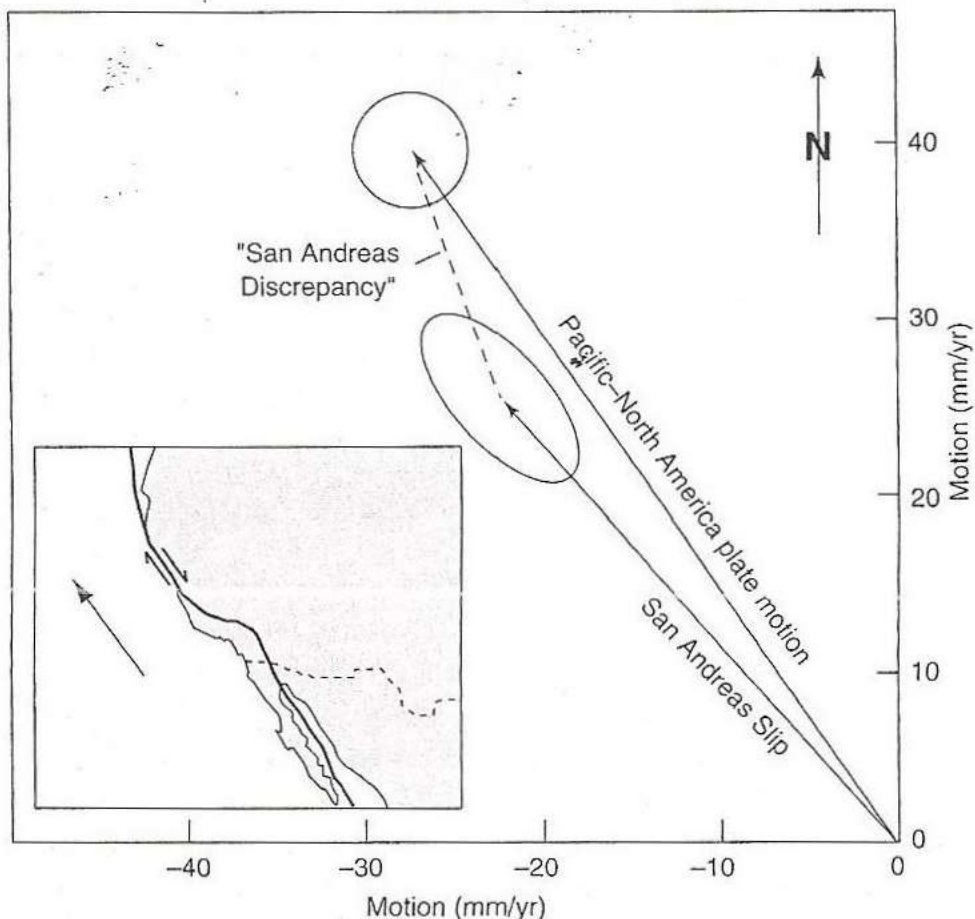 N
40
"San Andreas
Discrepancy"
30
Pacific–North America plate motion
Motion (mm/yr)
20
San Andreas Slip
10
0
−40
−30
−20
−10
0
Motion (mm/yr)